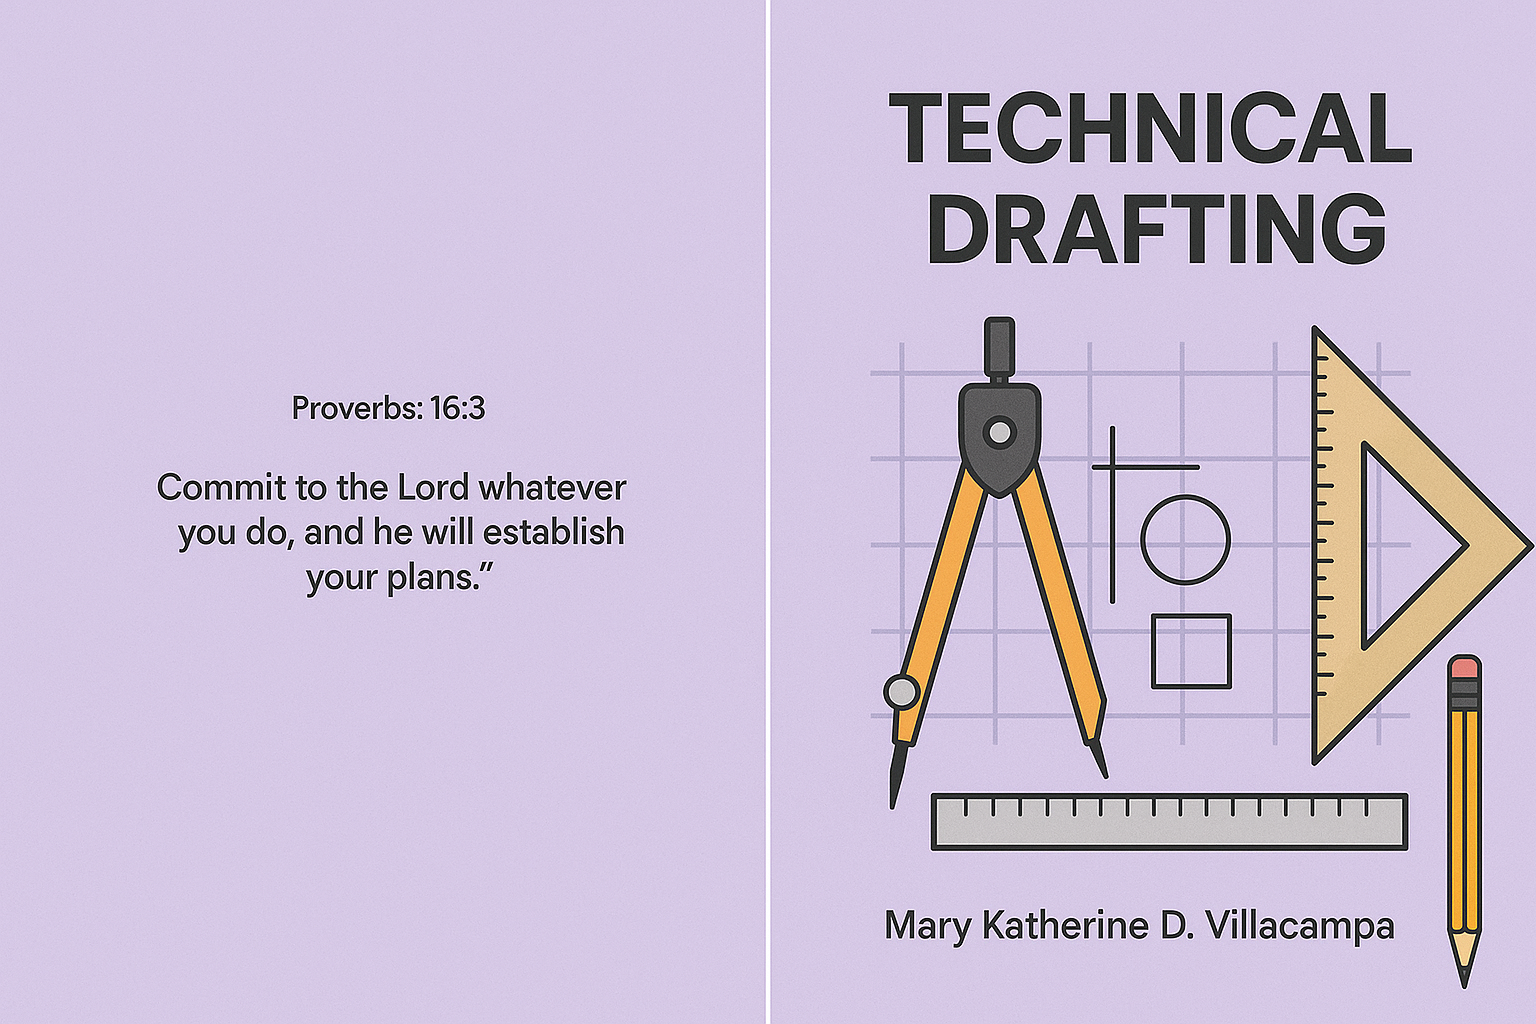 Proverbs: 16:3
Commit to the Lord whatever
you do, and he will establish
your plans.”
TECHNICAL
DRAFTING
Mary Katherine D. Villacampa